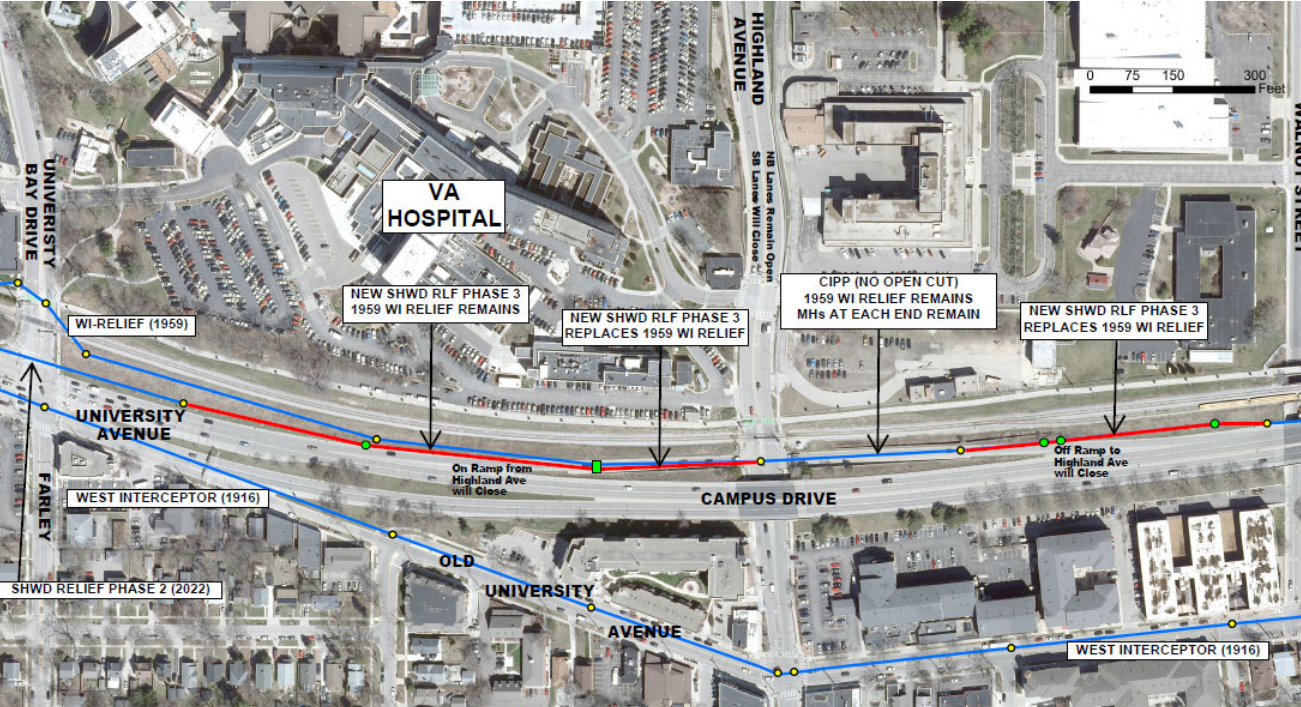 HIGHLAND
AVENUE
0 75 150 300
Feet
WALNUT STREET
NB Lanes Remain Open
SB Lanes Will Close
UNIVERISTY
BAY DRIVE
VA
HOSPITAL
WI-RELIEF (1959)
NEW SHWD RLF PHASE 3
1959 WI RELIEF REMAINS
NEW SHWD RLF PHASE 3
REPLACES 1959 WI RELIEF
CIPP (NO OPEN CUT)
1959 WI RELIEF REMAINS
MHs AT EACH END REMAIN
NEW SHWD RLF PHASE 3
REPLACES 1959 WI RELIEF
UNIVERSITY
AVENUE
On Ramp from
Highland Ave
will Close
Off Ramp to
Highland Ave
will Close
FARLEY
WEST INTERCEPTOR (1916)
CAMPUS DRIVE
OLD
UNIVERSITY
AVENUE
SHWD RELIEF PHASE 2 (2022)
WEST INTERCEPTOR (1916)